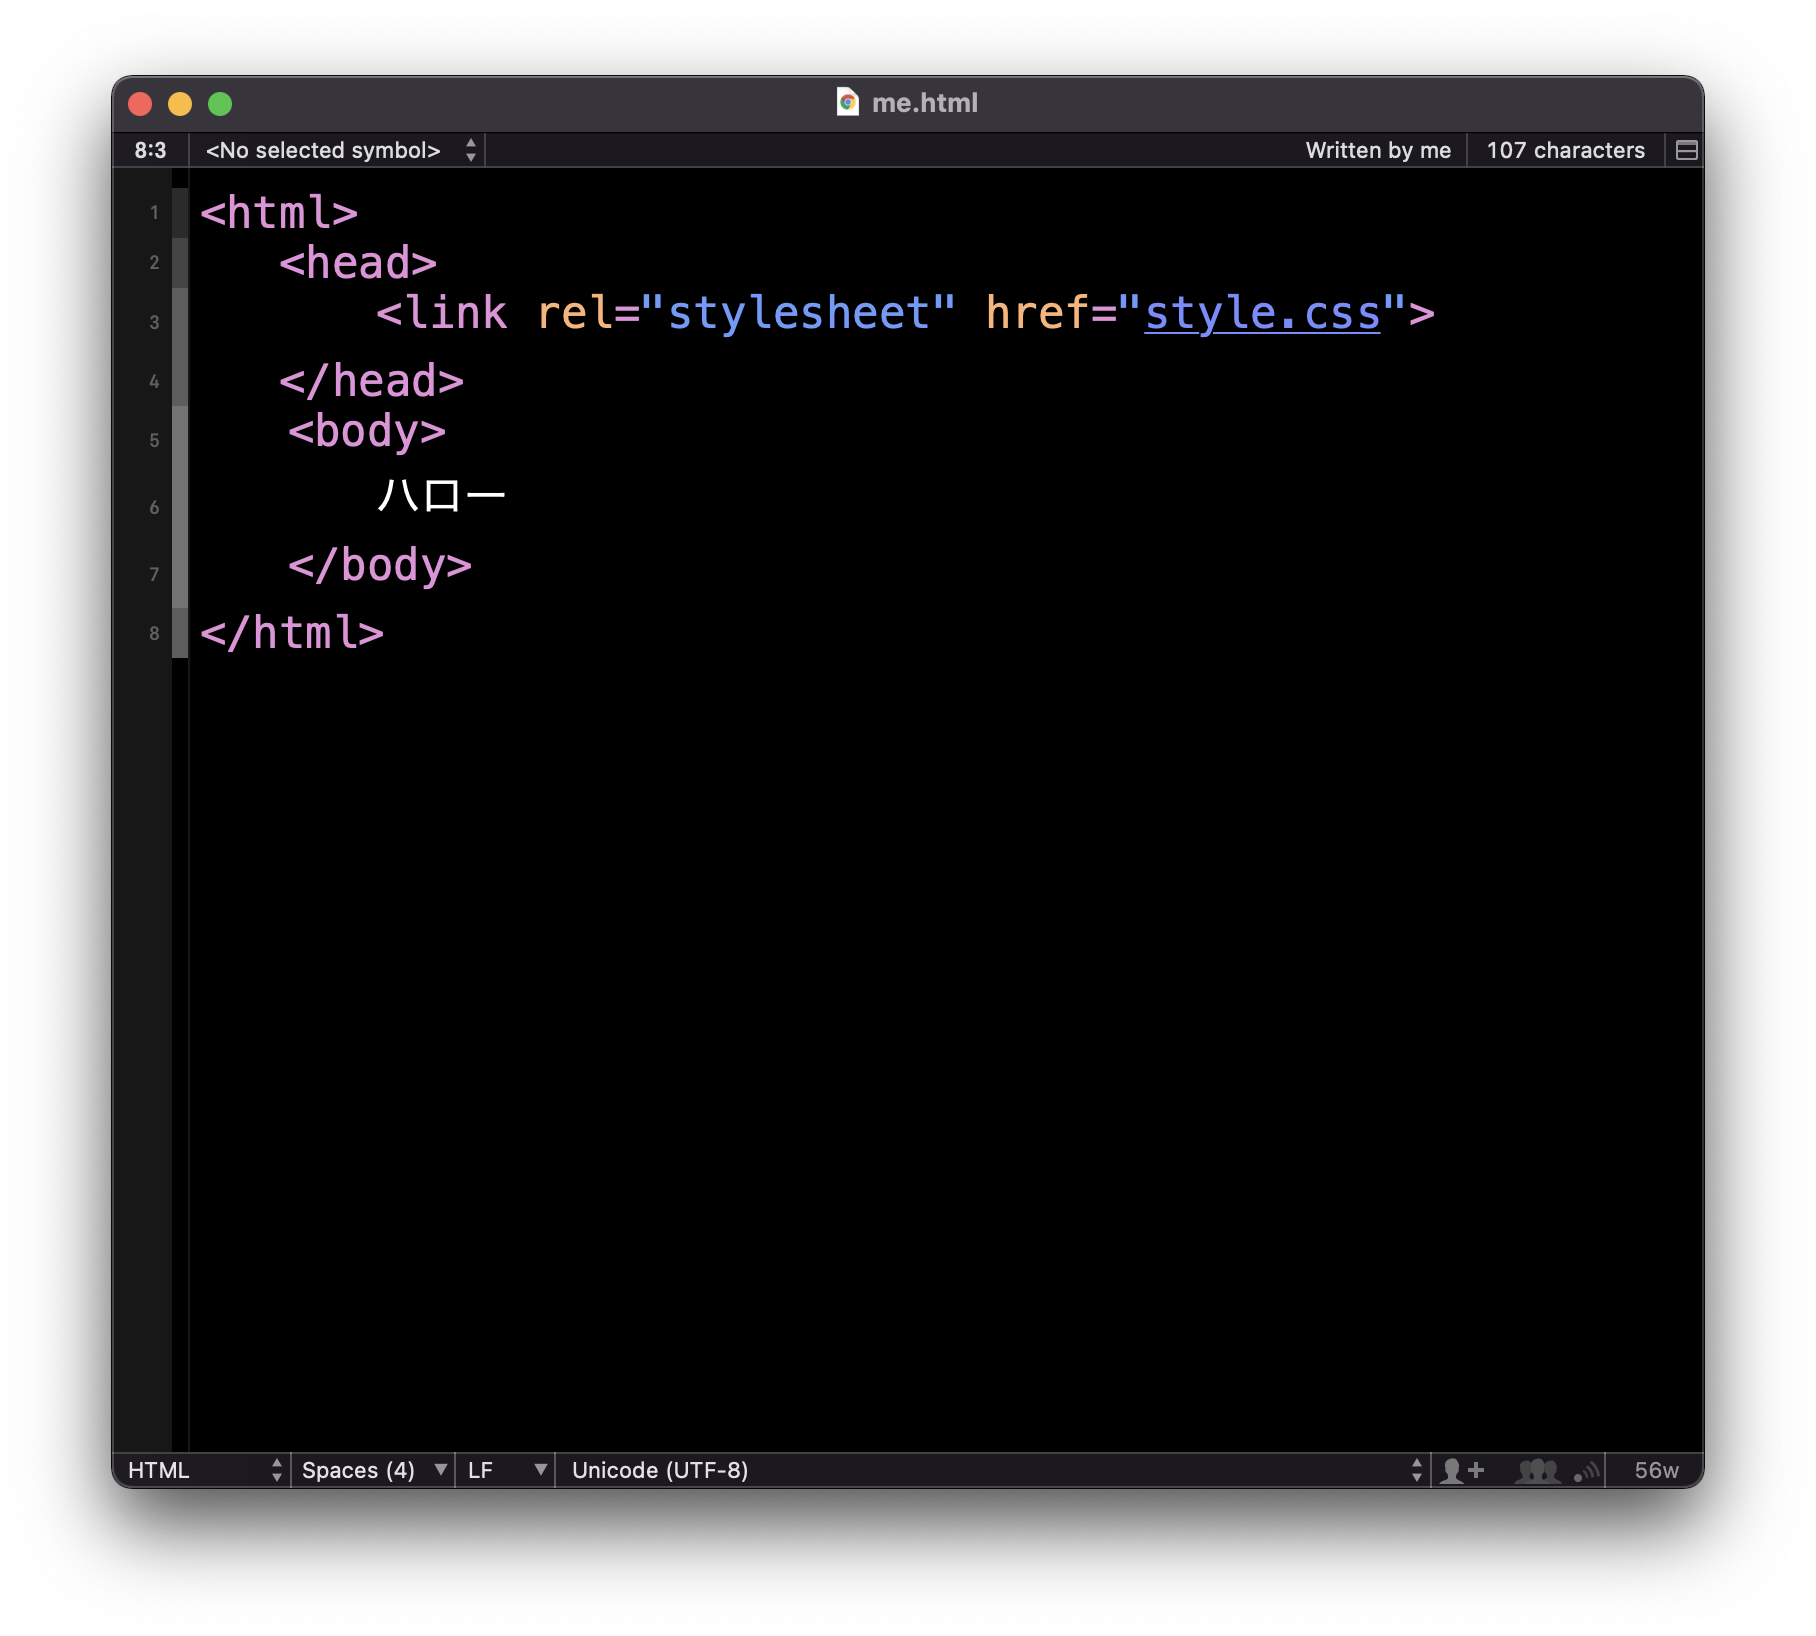 me.html
8:3 <No selected symbol> Written by me 107 characters
1 <html>
2 <head>
3 <link rel="stylesheet" href="style.css">
4 </head>
5 <body>
6 ハロー
7 </body>
8 </html>
HTML Spaces (4) LF Unicode (UTF-8) 56w